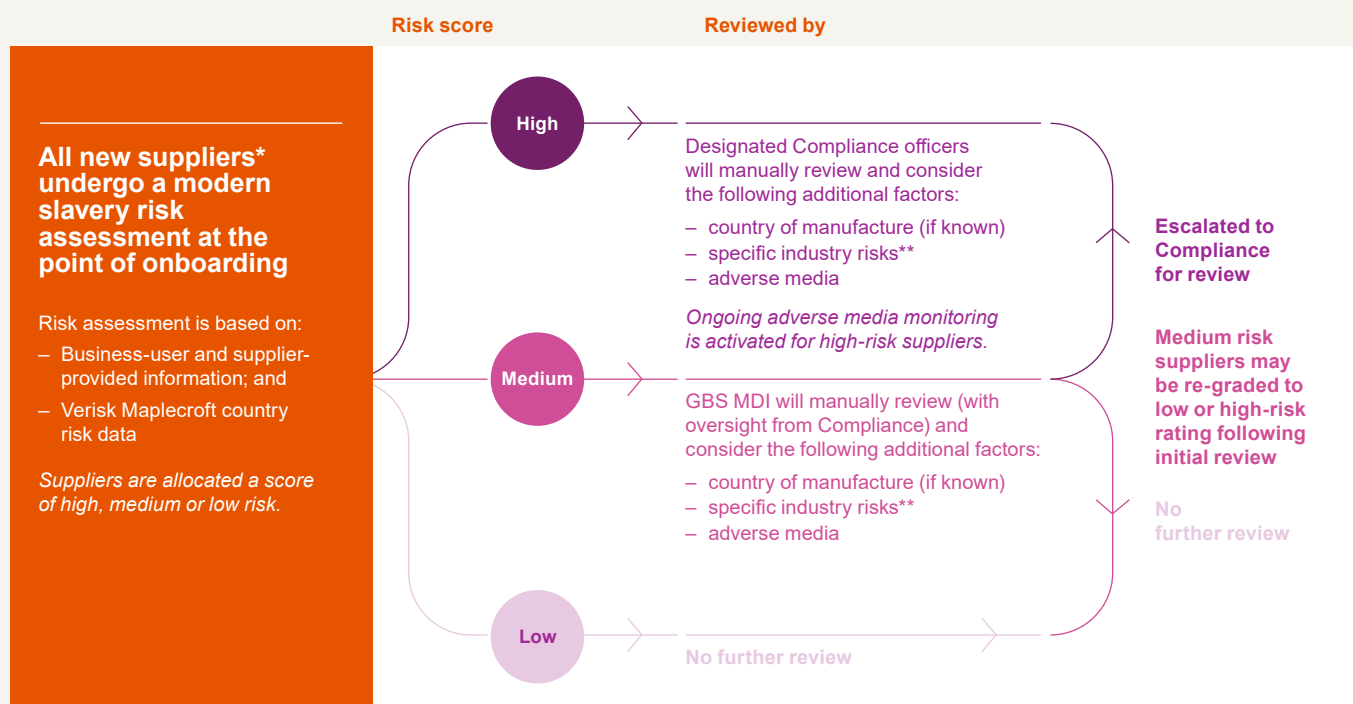 Risk score
Reviewed by
All new suppliers*
undergo a modern
slavery risk
assessment at the
point of onboarding
Risk assessment is based on:
– Business-user and supplier-
provided information; and
– Verisk Maplecroft country
risk data
Suppliers are allocated a score
of high, medium or low risk.
High
Designated Compliance officers
will manually review and consider
the following additional factors:
– country of manufacture (if known)
– specific industry risks**
– adverse media
Ongoing adverse media monitoring
is activated for high-risk suppliers.
Medium
GBS MDI will manually review (with
oversight from Compliance) and
consider the following additional factors:
– country of manufacture (if known)
– specific industry risks**
– adverse media
Low
No further review
Escalated to
Compliance
for review
Medium risk
suppliers may
be re-graded to
low or high-risk
rating following
initial review
No
further review